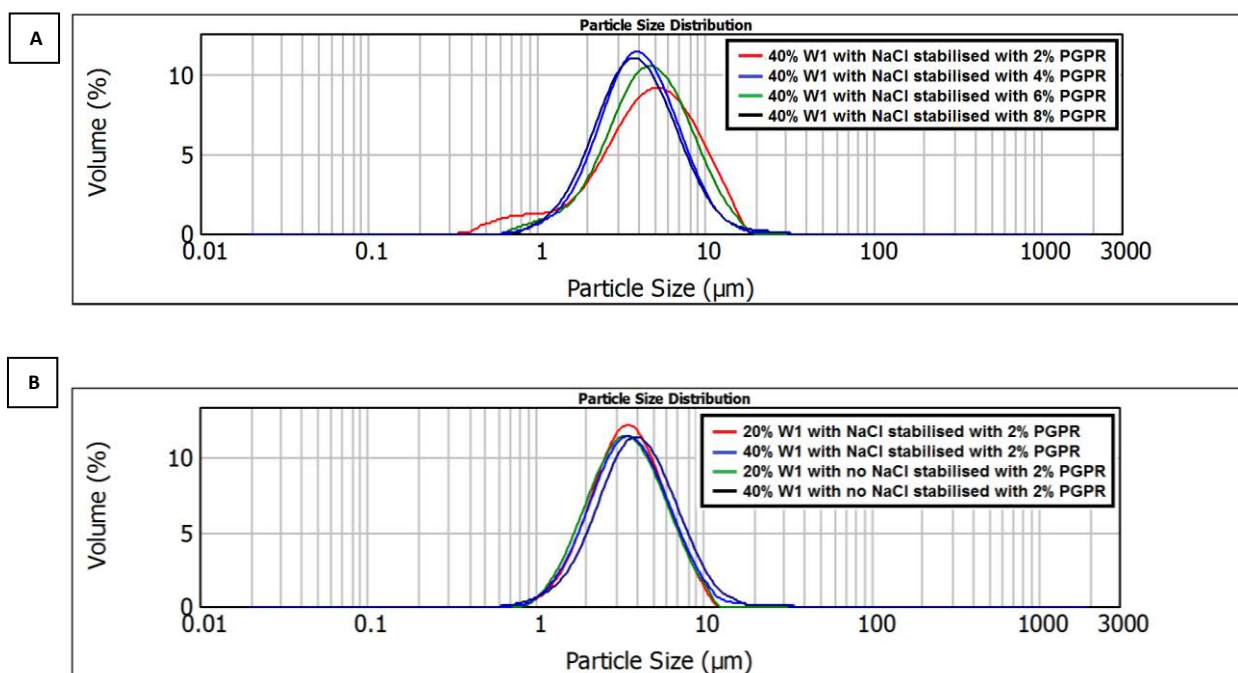 A
Particle Size Distribution
Volume (%)
10
5
0
40% W1 with NaCl stabilised with 2% PGPR
40% W1 with NaCl stabilised with 4% PGPR
40% W1 with NaCl stabilised with 6% PGPR
40% W1 with NaCl stabilised with 8% PGPR
0.01 0.1 1 10 100 1000 3000
Particle Size (µm)
B
Particle Size Distribution
Volume (%)
10
5
0
20% W1 with NaCl stabilised with 2% PGPR
40% W1 with NaCl stabilised with 2% PGPR
20% W1 with no NaCl stabilised with 2% PGPR
40% W1 with no NaCl stabilised with 2% PGPR
0.01 0.1 1 10 100 1000 3000
Particle Size (µm)